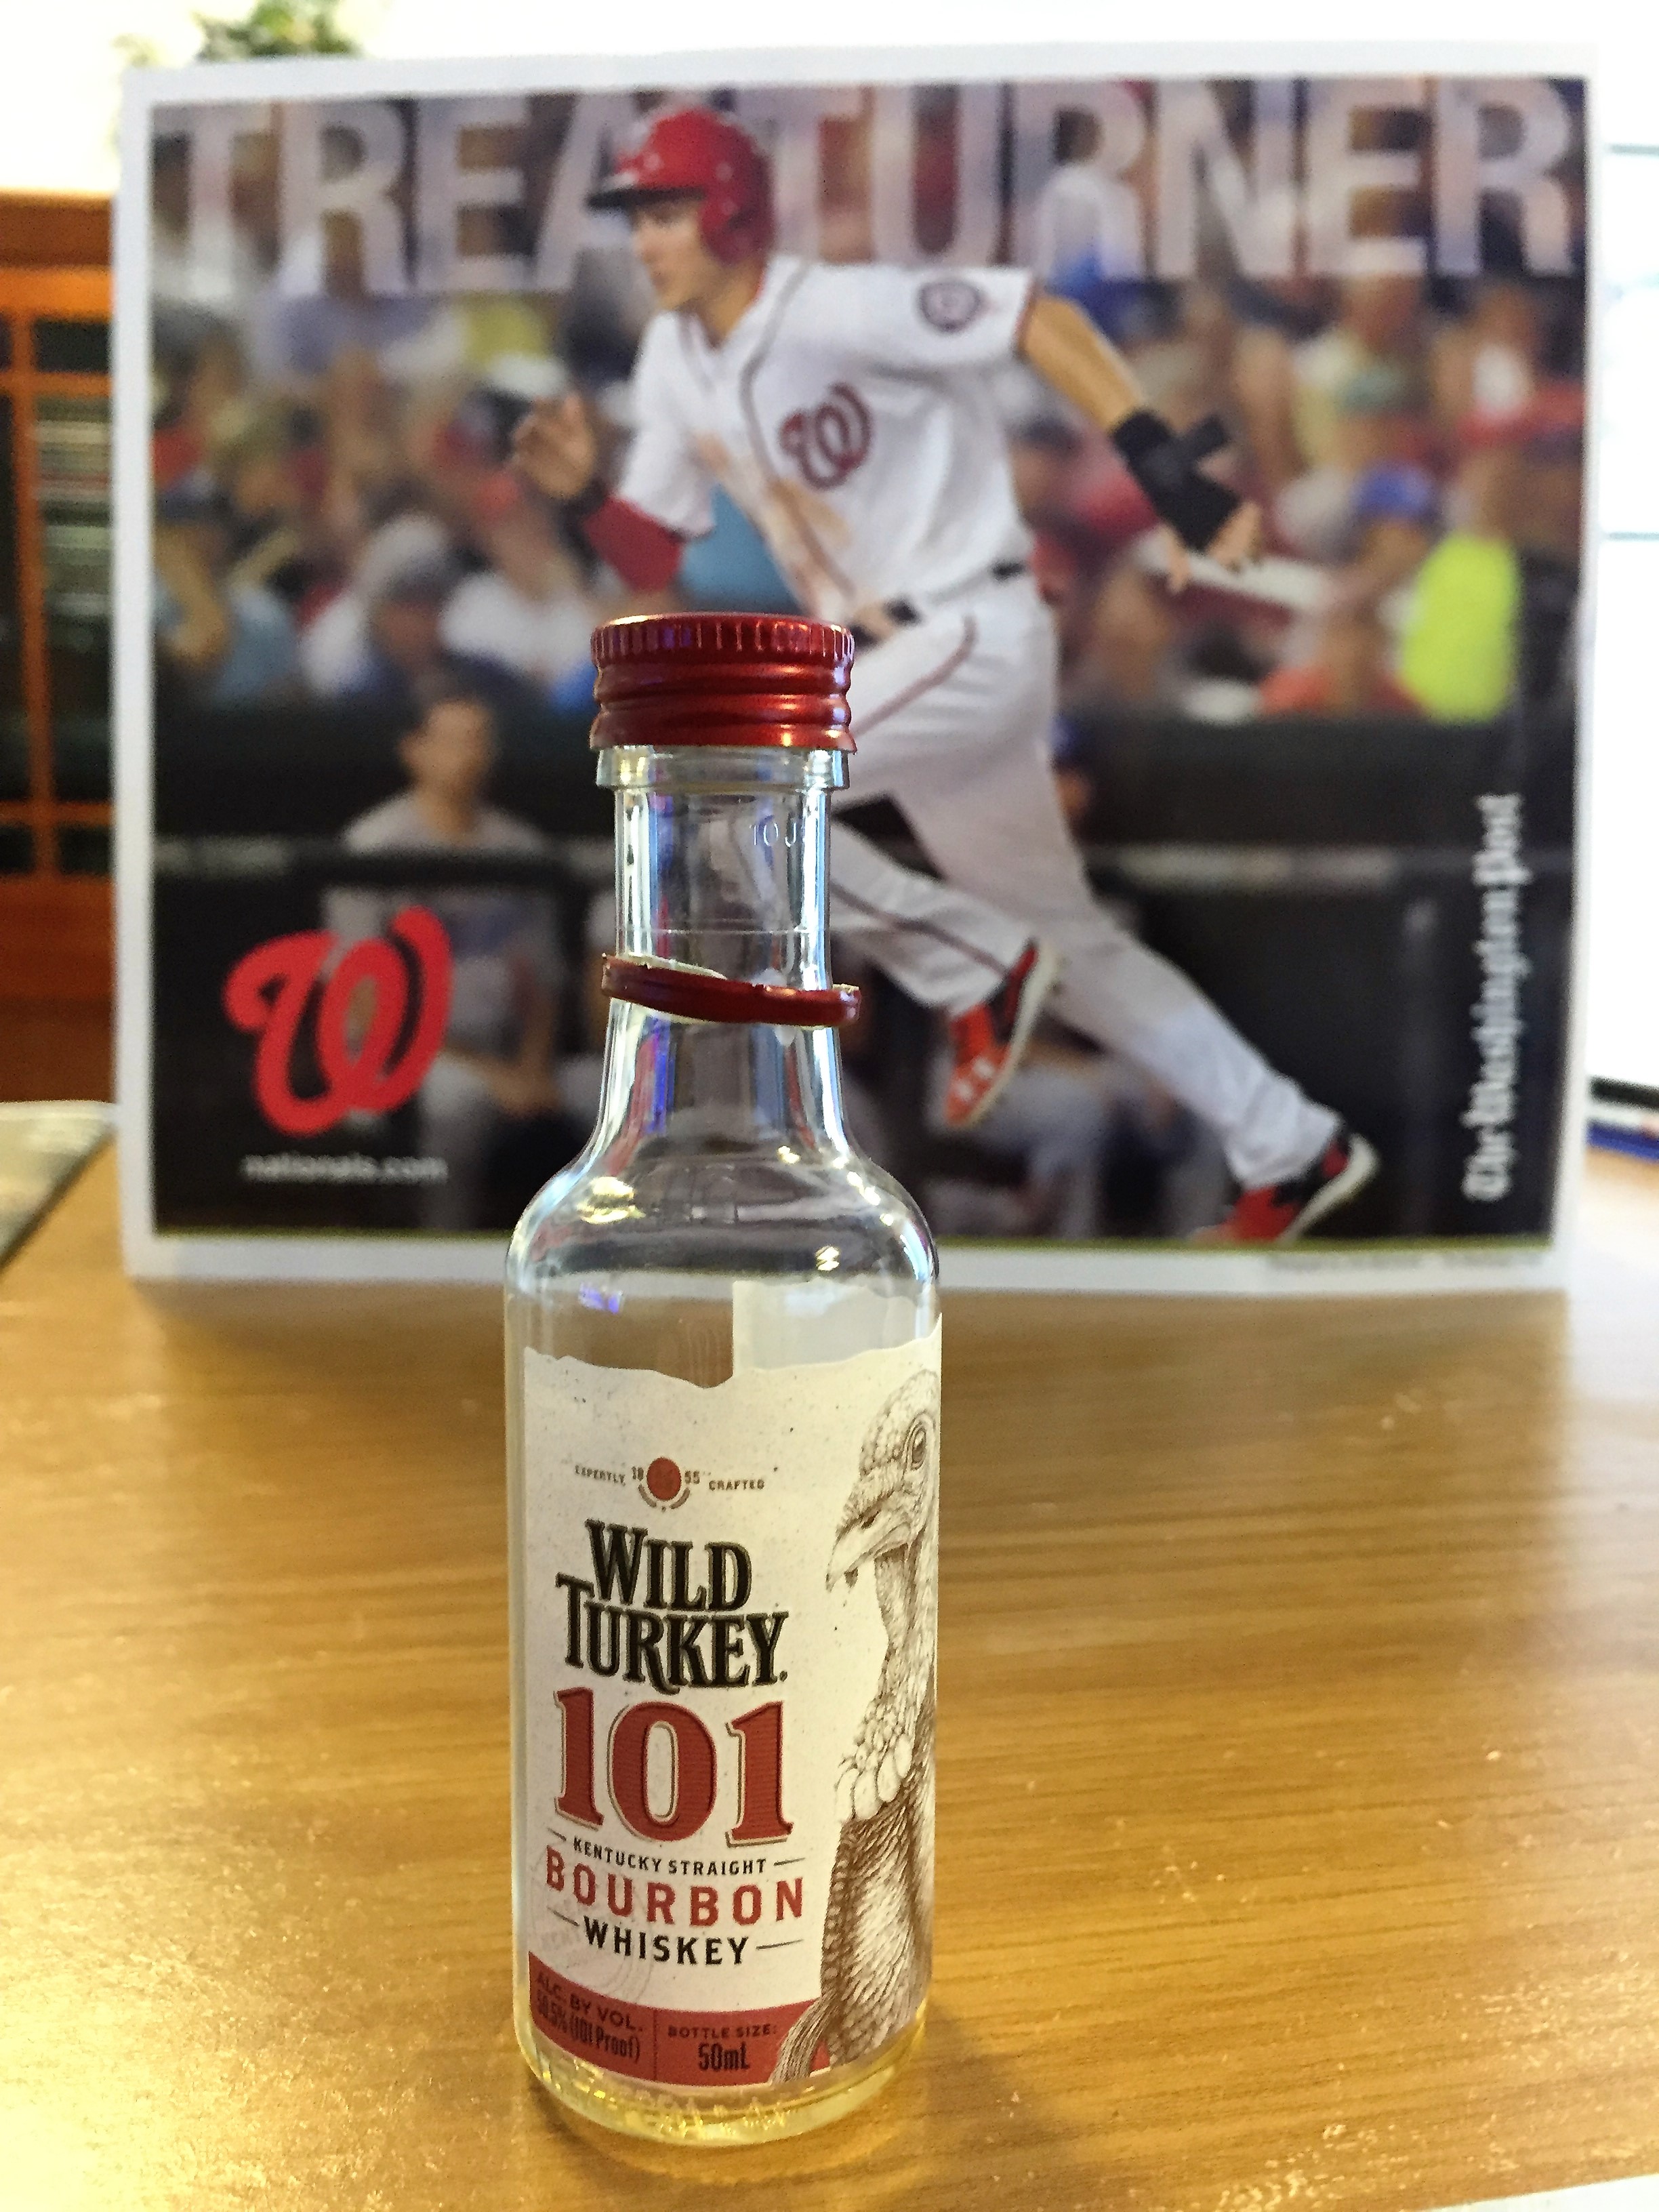 TREA TURNER
W
W
nationals.com
The Washington Post
10J
EXPERTLY 18 55 CRAFTED
WILD
TURKEY.
101
KENTUCKY STRAIGHT
BOURBON
WHISKEY
ALC. BY VOL.
50.5% (101 Proof)
BOTTLE SIZE:
50mL